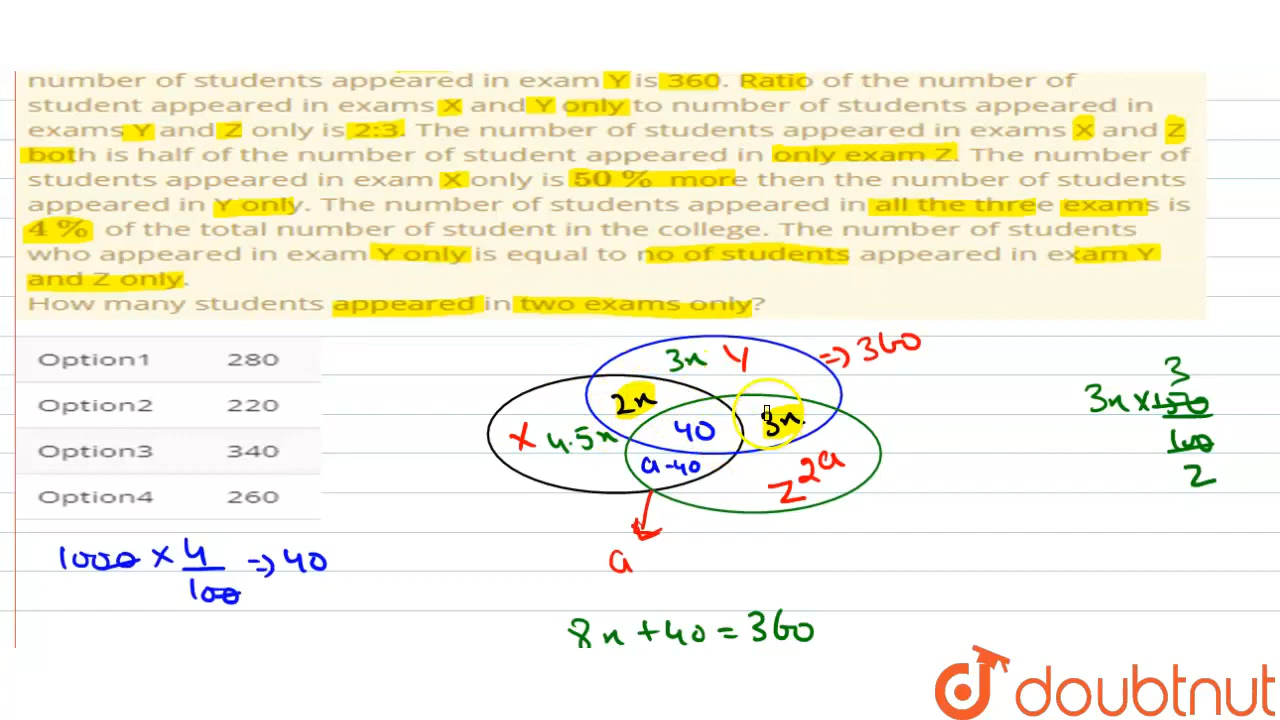 number of students appeared in exam Y is 360. Ratio of the number of
student appeared in exams X and Y only to number of students appeared in
exams Y and Z only is 2:3. The number of students appeared in exams X and Z
both is half of the number of student appeared in only exam Z. The number of
students appeared in exam X only is 50 % more then the number of students
appeared in Y only. The number of students appeared in all the three exams is
4 % of the total number of student in the college. The number of students
who appeared in exam Y only is equal to no of students appeared in exam Y
and Z only.
How many students appeared in two exams only?
Option1 280
Option2 220
Option3 340
Option4 260
3x Y => 360
2x
X 4.5x 40 3x
a-40
Z 2a
a
3
3x × 150
100
2
1000 × 4 => 40
100
8x + 40 = 360
doubtnut